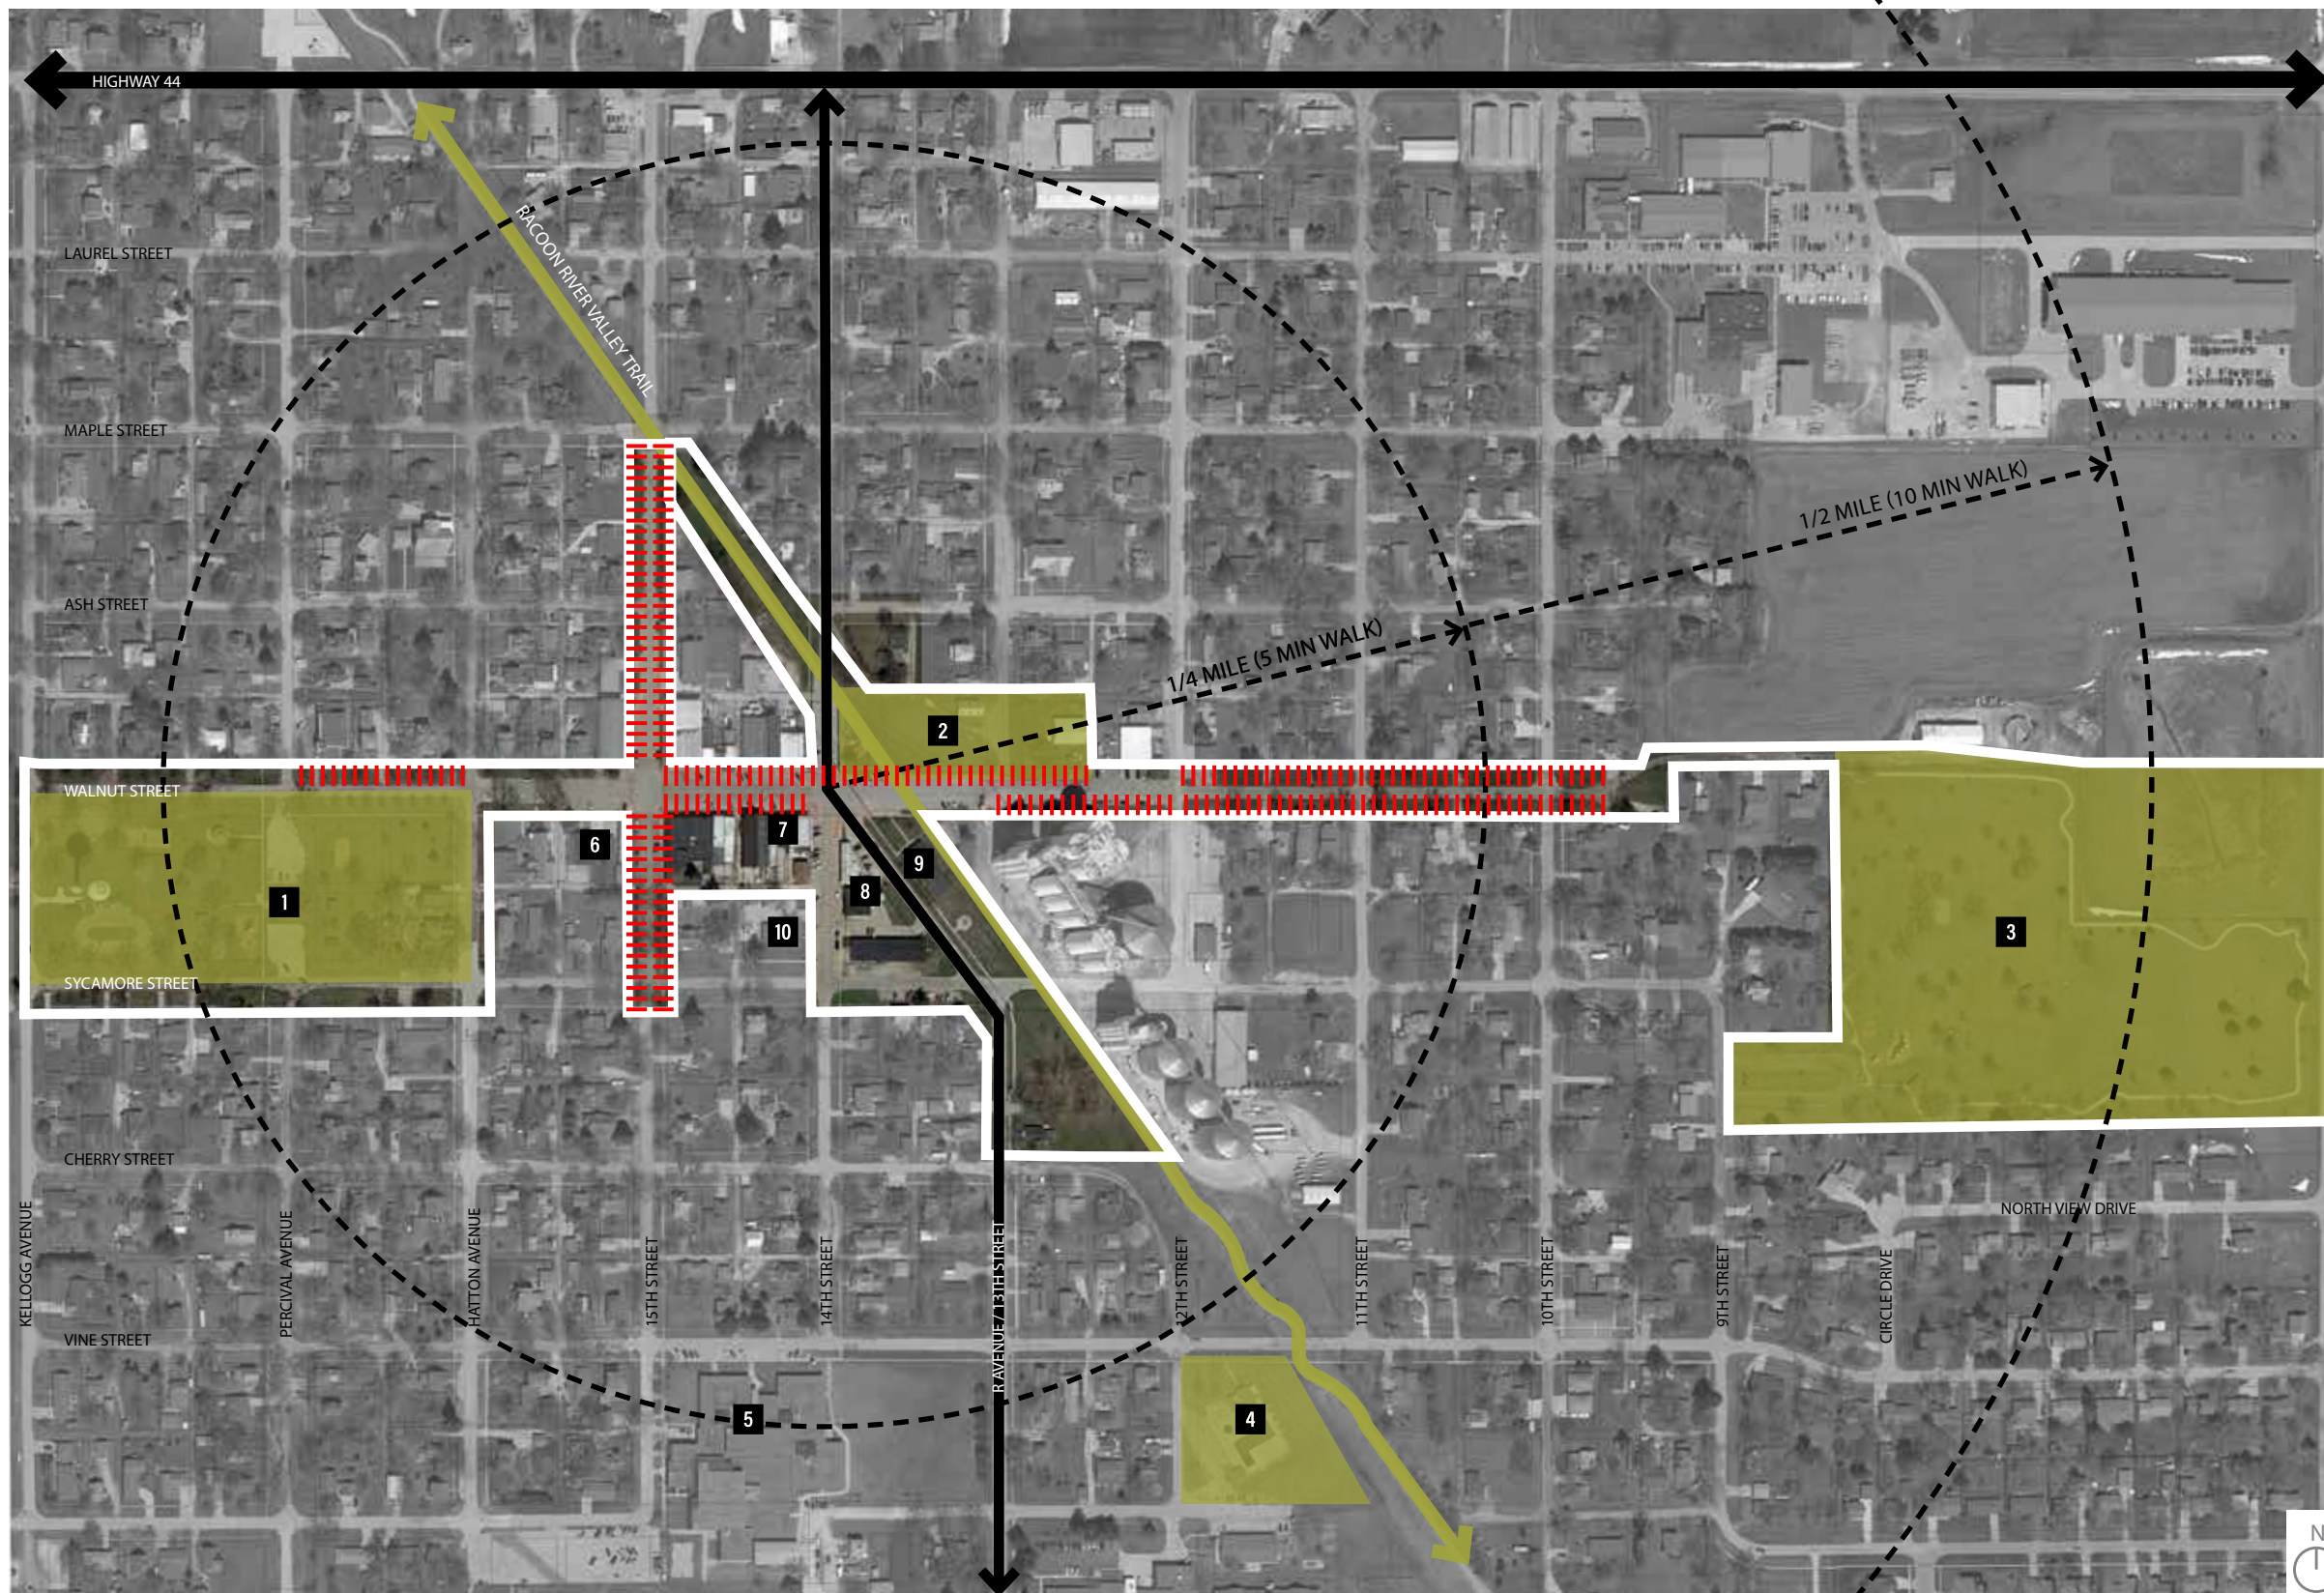 HIGHWAY 44
RACOON RIVER VALLEY TRAIL
LAUREL STREET
MAPLE STREET
1/2 MILE (10 MIN WALK)
ASH STREET
1/4 MILE (5 MIN WALK)
2
WALNUT STREET
7
6
9
8
1
10
3
SYCAMORE STREET
CHERRY STREET
NORTH VIEW DRIVE
KELLOGG AVENUE
PERCIVAL AVENUE
HATTON AVENUE
15TH STREET
14TH STREET
R AVENUE / 13TH STREET
12TH STREET
11TH STREET
10TH STREET
9TH STREET
CIRCLE DRIVE
VINE STREET
5
4
N